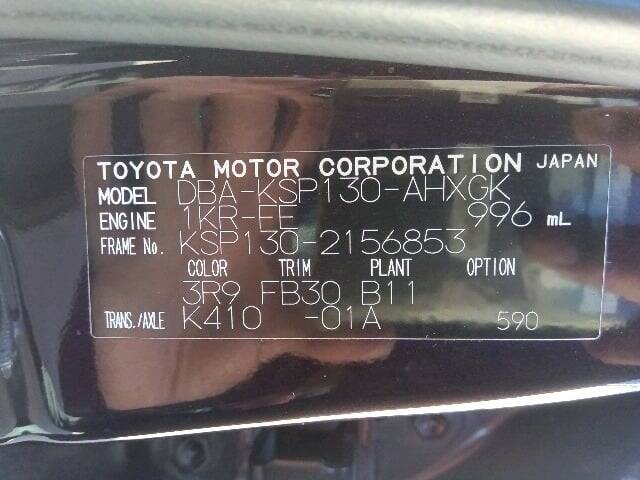 TOYOTA MOTOR CORPORATION JAPAN
MODEL DBA-KSP130-AHXGK
ENGINE 1KR-FE 996 mL
FRAME No. KSP130-2156853
COLOR TRIM PLANT OPTION
3R9 FB30 B11
TRANS./AXLE K410 -01A 590